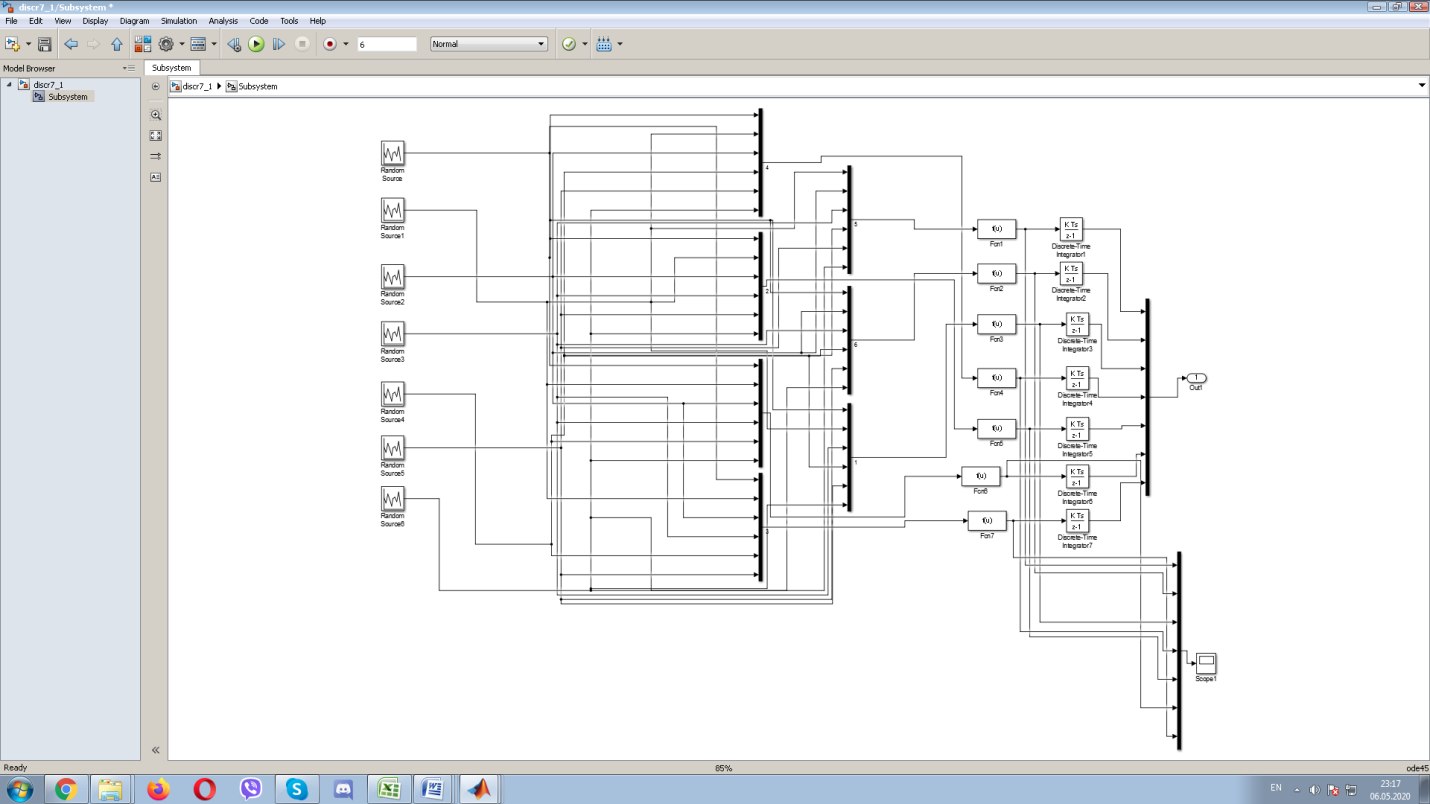 discr7_1/Subsystem *
File Edit View Display Diagram Simulation Analysis Code Tools Help
6
Normal
Model Browser
Subsystem
discr7_1
Subsystem
discr7_1 Subsystem
Random
Source
Random
Source1
Random
Source2
Random
Source3
Random
Source4
Random
Source5
Random
Source6
4
2
3
5
6
1
f(u)
Fcn1
f(u)
Fcn2
f(u)
Fcn3
f(u)
Fcn4
f(u)
Fcn5
f(u)
Fcn6
f(u)
Fcn7
K Ts
z-1
Discrete-Time
Integrator1
K Ts
z-1
Discrete-Time
Integrator2
K Ts
z-1
Discrete-Time
Integrator3
K Ts
z-1
Discrete-Time
Integrator4
K Ts
z-1
Discrete-Time
Integrator5
K Ts
z-1
Discrete-Time
Integrator6
K Ts
z-1
Discrete-Time
Integrator7
1
Out1
Scope1
Ready
85%
ode45
EN
23:17
06.05.2020